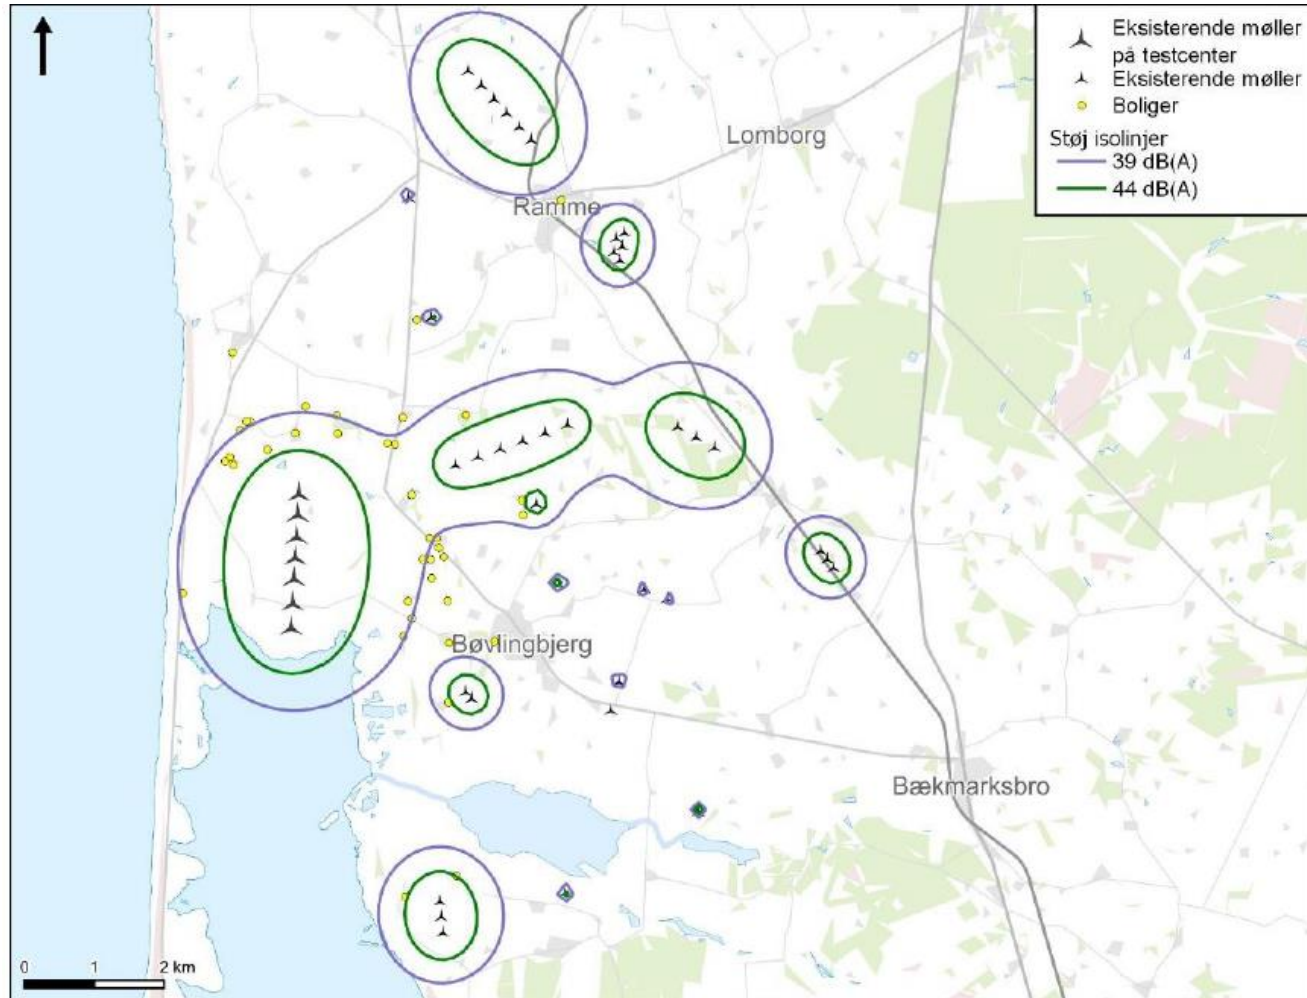 Eksisterende møller
på testcenter
Eksisterende møller
Boliger
Støj isolinjer
39 dB(A)
44 dB(A)
Lomborg
Ramme
Bøvlingbjerg
Bækmarksbro
0 1 2 km